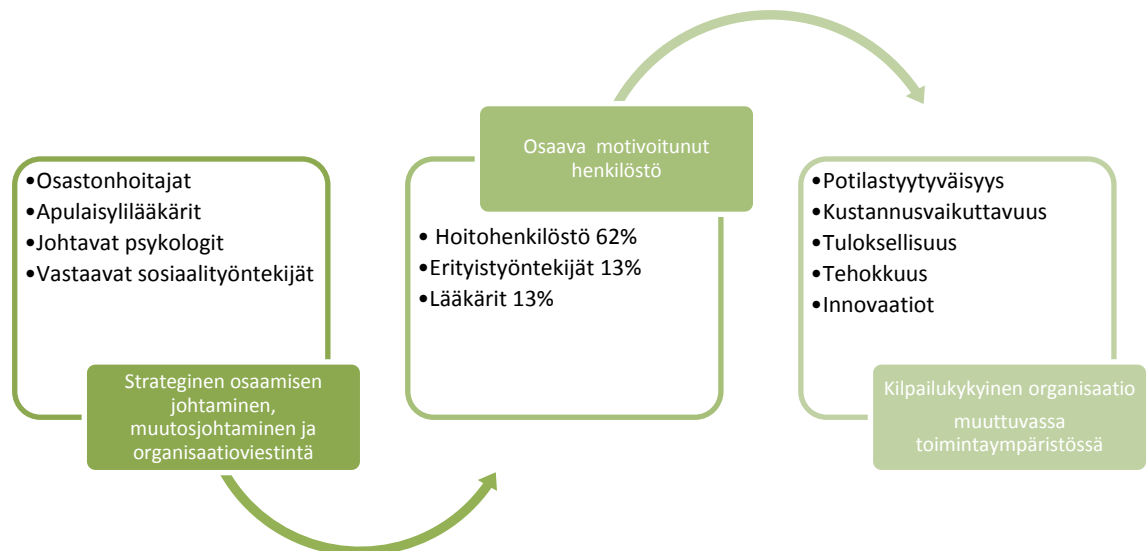 •Osastonhoitajat
•Apulaisylilääkärit
•Johtavat psykologit
•Vastaavat sosiaalityöntekijät
Strateginen osaamisen
johtaminen,
muutosjohtaminen ja
organisaatioviestintä
Osaava motivoitunut
henkilöstö
• Hoitohenkilöstö 62%
•Erityistyöntekijät 13%
•Lääkärit 13%
•Potilastyytyväisyys
•Kustannusvaikuttavuus
•Tuloksellisuus
•Tehokkuus
•Innovaatiot
Kilpailukykyinen organisaatio
muuttuvassa
toimintaympäristössä